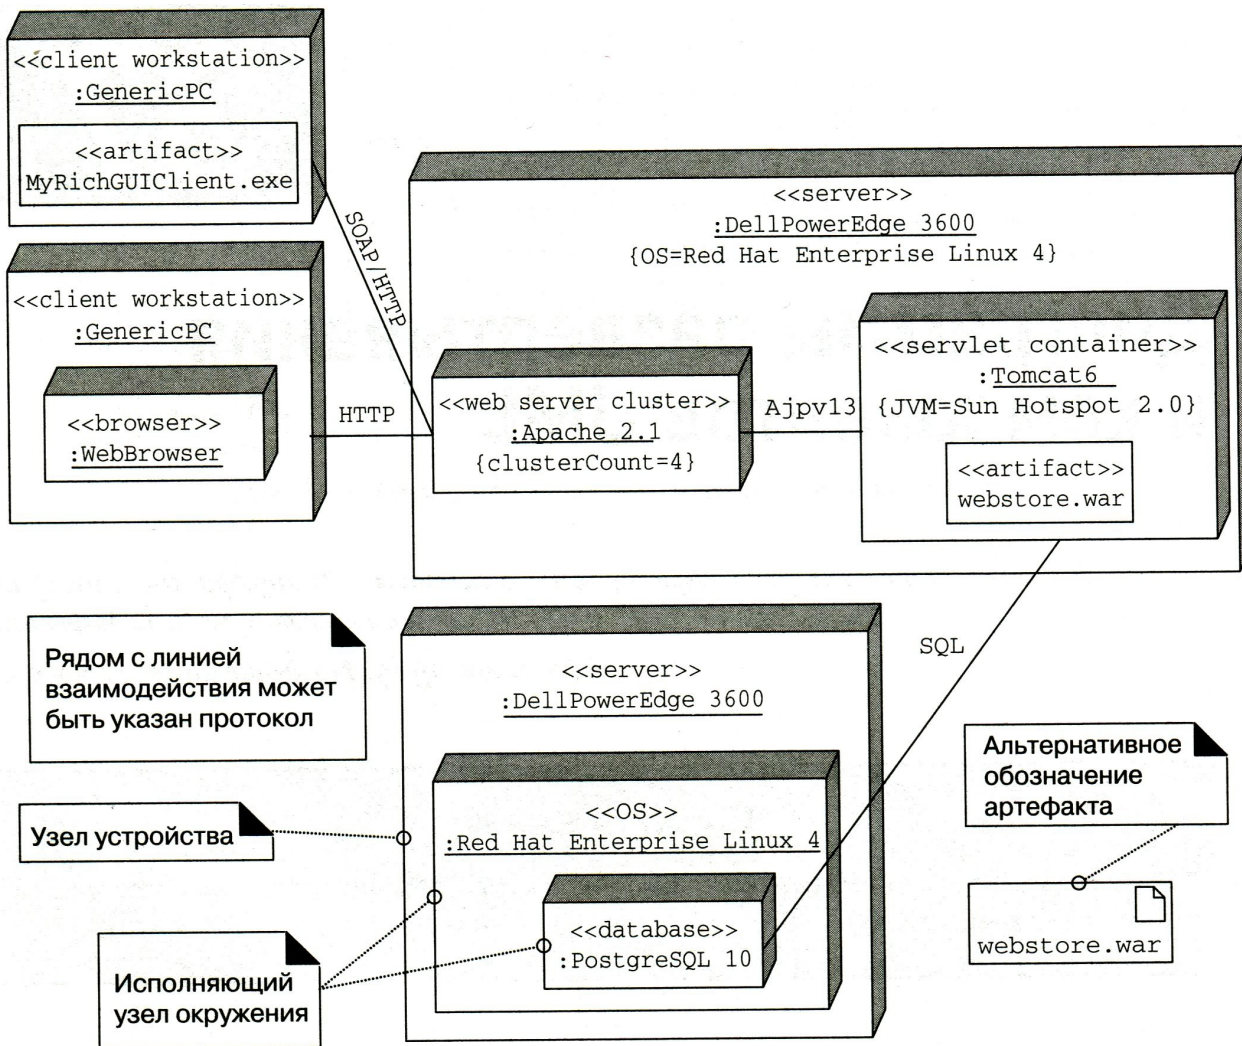 <<client workstation>>
:GenericPC
<<artifact>>
MyRichGUIClient.exe
SOAP/HTTP
<<client workstation>>
:GenericPC
<<browser>>
:WebBrowser
HTTP
<<server>>
:DellPowerEdge 3600
{OS=Red Hat Enterprise Linux 4}
<<web server cluster>>
:Apache 2.1
{clusterCount=4}
Ajpv13
<<servlet container>>
:Tomcat6
{JVM=Sun Hotspot 2.0}
<<artifact>>
webstore.war
SQL
Рядом с линией
взаимодействия может
быть указан протокол
Узел устройства
Исполняющий
узел окружения
<<server>>
:DellPowerEdge 3600
<<OS>>
:Red Hat Enterprise Linux 4
<<database>>
:PostgreSQL 10
Альтернативное
обозначение
артефакта
webstore.war